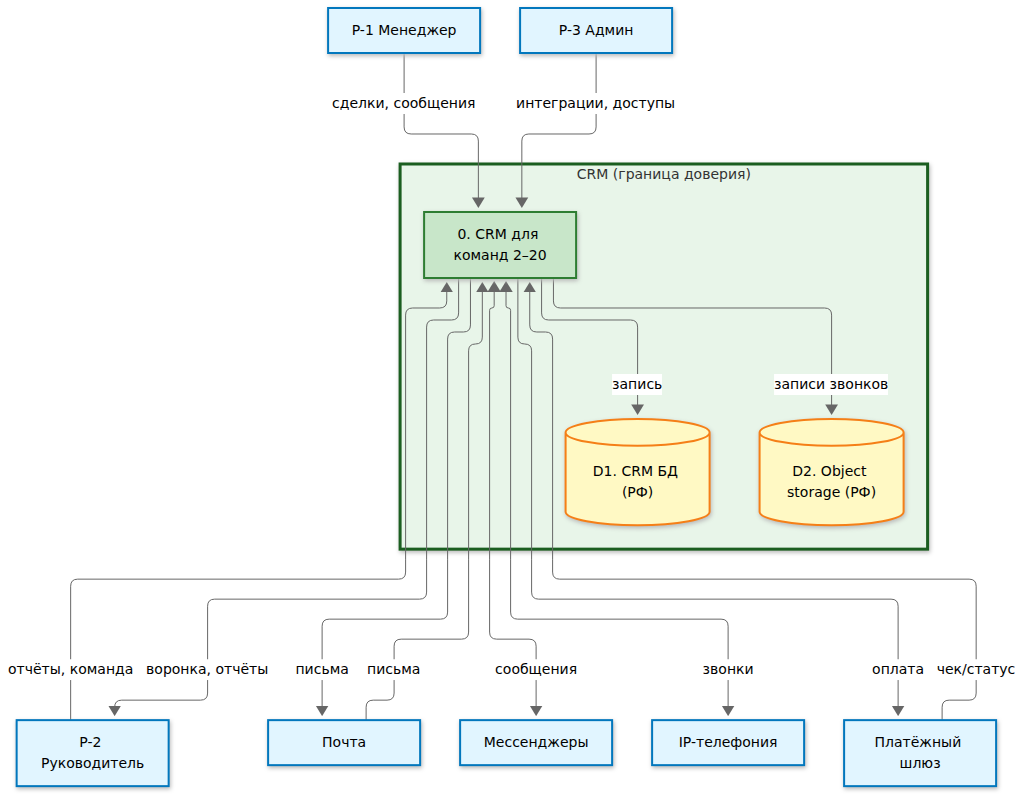 Р-1 Менеджер
Р-3 Админ
сделки, сообщения
интеграции, доступы
CRM (граница доверия)
0. CRM для
команд 2–20
запись
записи звонков
D1. CRM БД
(РФ)
D2. Object
storage (РФ)
отчёты, команда
воронка, отчёты
письма
письма
сообщения
звонки
оплата
чек/статус
Р-2
Руководитель
Почта
Мессенджеры
IP-телефония
Платёжный
шлюз